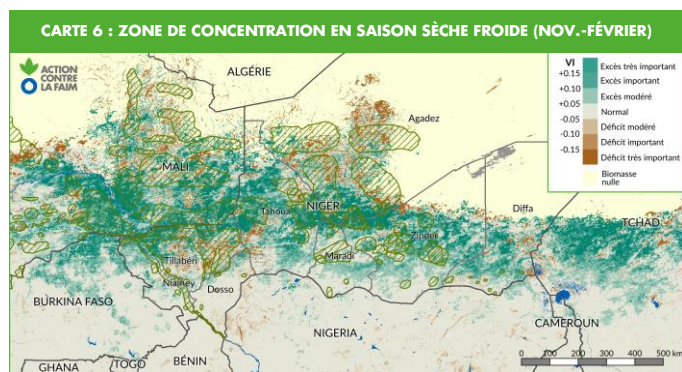 CARTE 6 : ZONE DE CONCENTRATION EN SAISON SÈCHE FROIDE (NOV.-FÉVRIER)
ACTION
CONTRE
LA FAIM
ALGÉRIE
VI
+0.15
+0.10
+0.05
-0.05
-0.10
-0.15
Excès très important
Excès important
Excès modéré
Normal
Déficit modéré
Déficit important
Déficit très important
Biomasse
nulle
Agadez
MALI
Tahoua
NIGER
Diffa
TCHAD
Zinder
Maradi
Tillabéri
Niamey
Dosso
BURKINA FASO
NIGERIA
CAMEROUN
GHANA
TOGO
BÉNIN
0 100 200 300 400 500 km